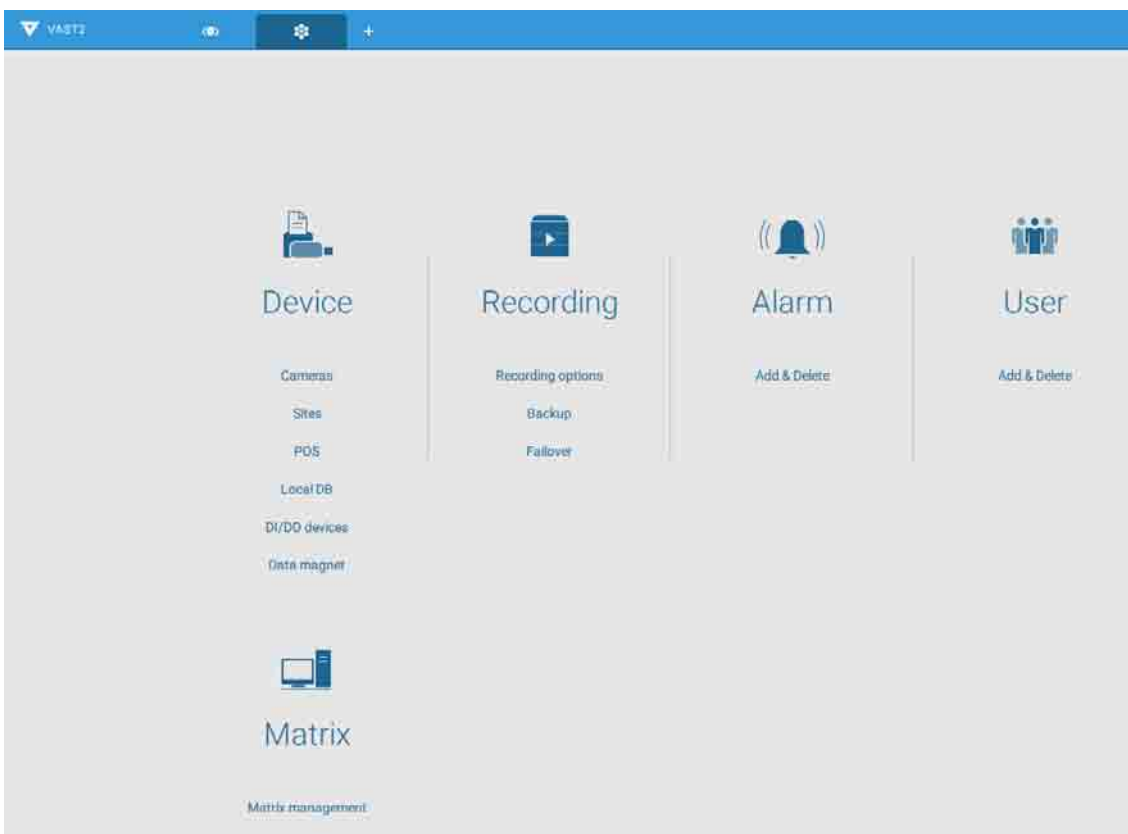 VAST2
+
Device
Recording
Alarm
User
Cameras
Recording options
Add & Delete
Add & Delete
Sites
Backup
POS
Failover
Local DB
DI/DO devices
Data magnet
Matrix
Matrix management